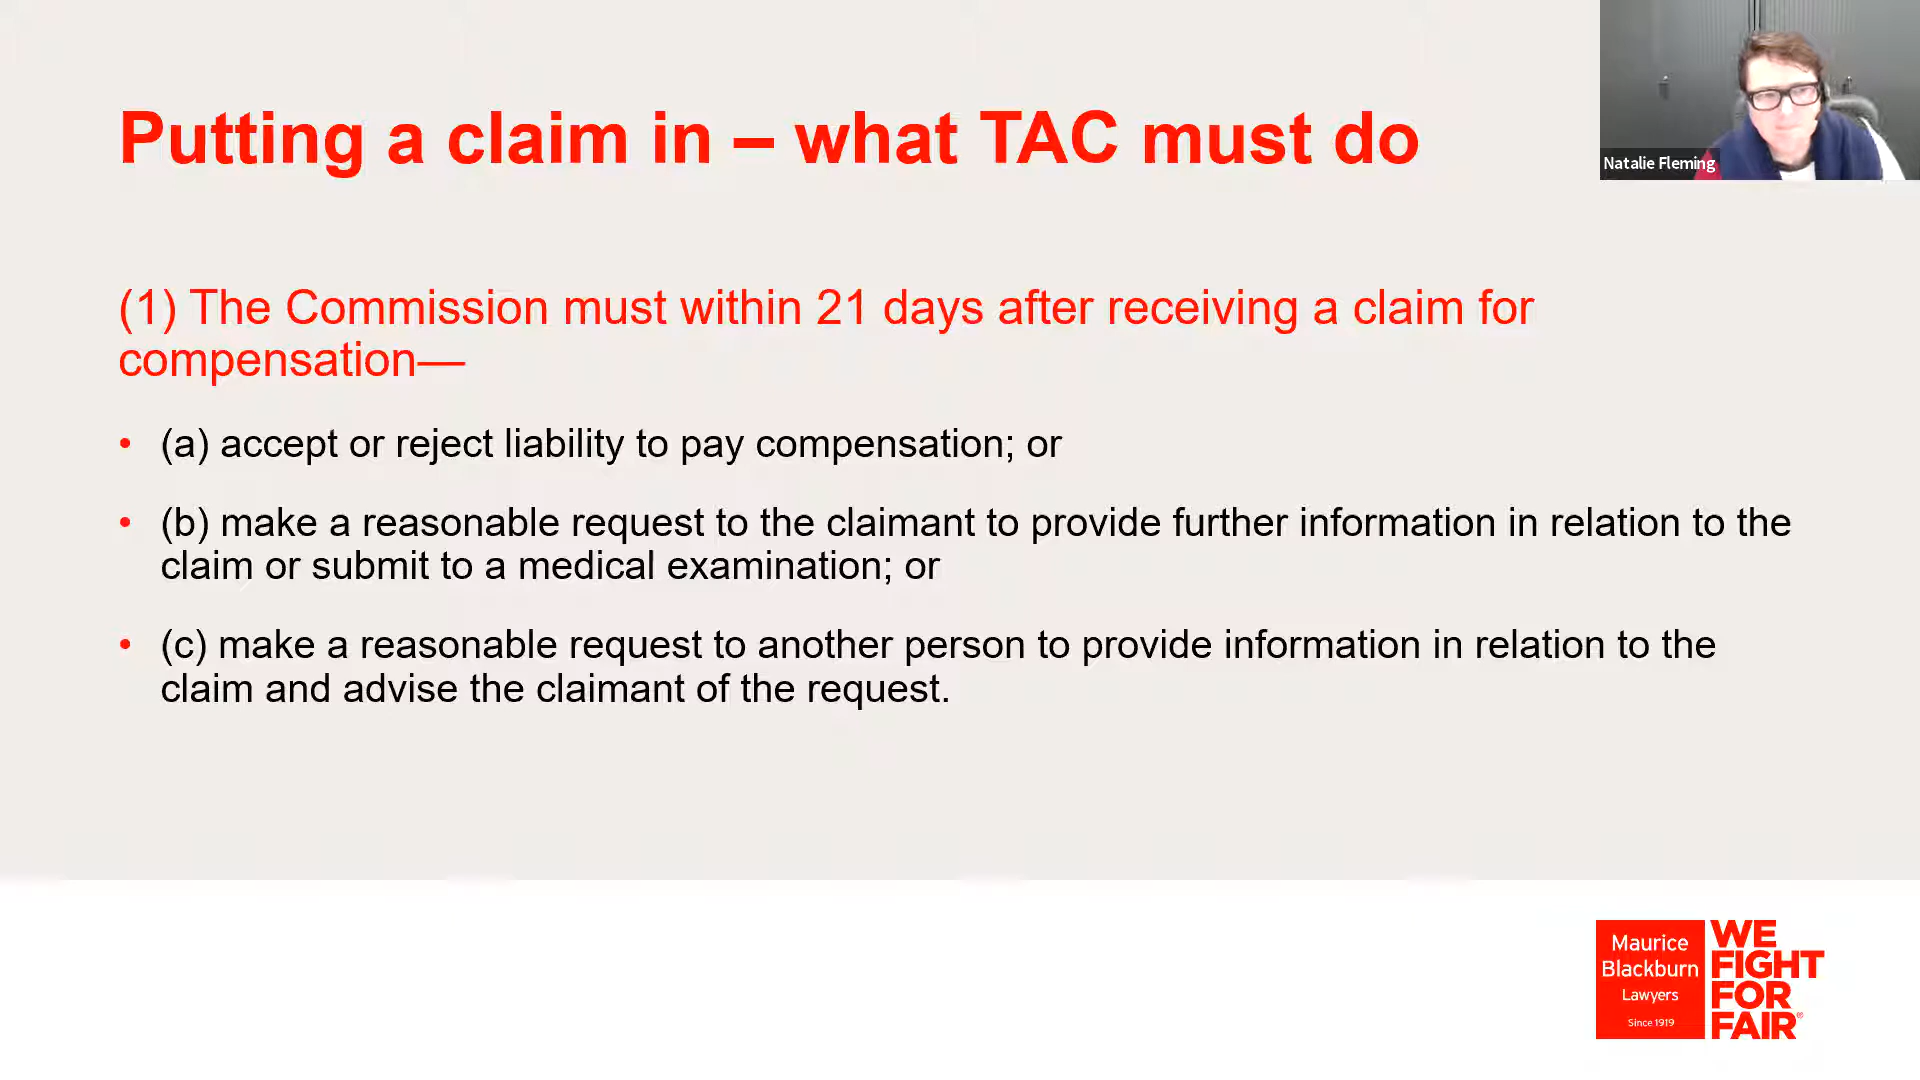 Putting a claim in – what TAC must do
Natalie Fleming
(1) The Commission must within 21 days after receiving a claim for
compensation—
• (a) accept or reject liability to pay compensation; or
• (b) make a reasonable request to the claimant to provide further information in relation to the
claim or submit to a medical examination; or
• (c) make a reasonable request to another person to provide information in relation to the
claim and advise the claimant of the request.
Maurice
Blackburn
Lawyers
Since 1919
WE
FIGHT
FOR
FAIR®